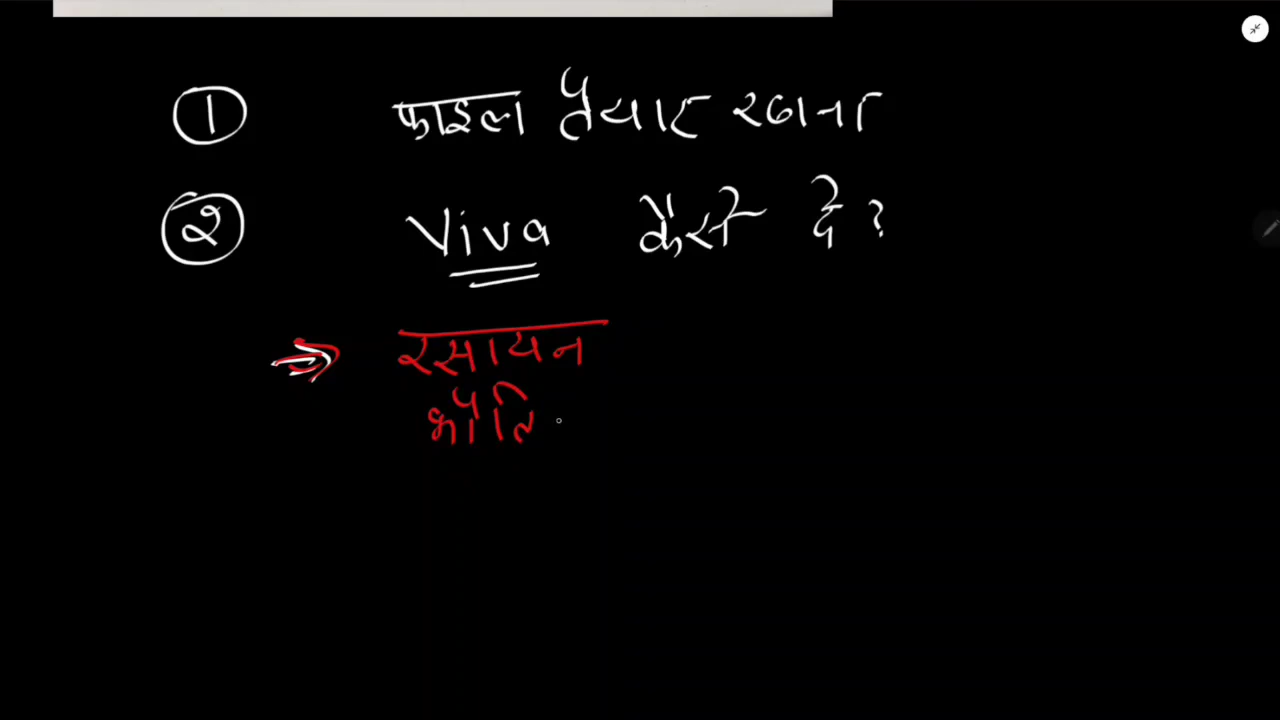 ① फाइल तैयार रखना
② Viva कैसे दे ?
⇒ रसायन
भौति